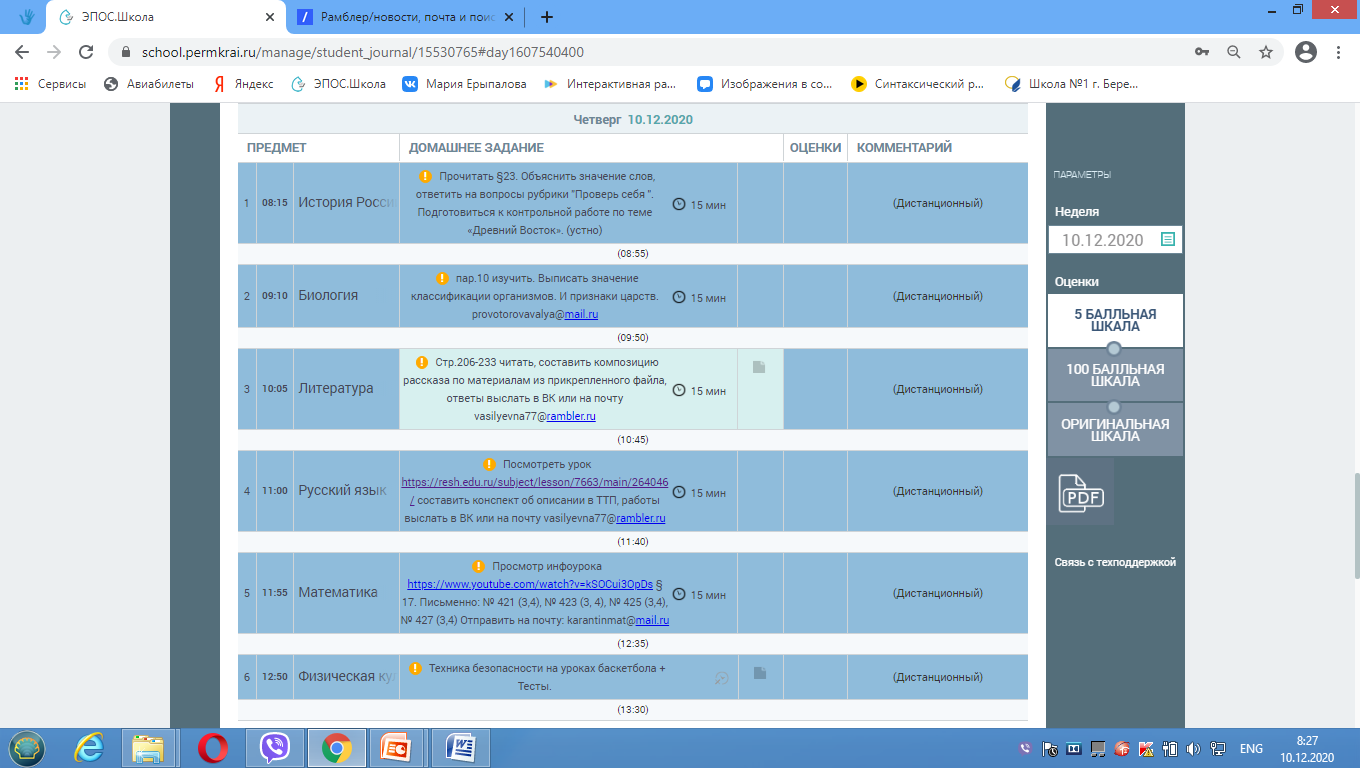 ЭПОС.Школа
Рамблер/новости, почта и поис
school.permkrai.ru/manage/student_journal/15530765#day1607540400
Сервисы
Авиабилеты
Яндекс
ЭПОС.Школа
Мария Ерыпалова
Интерактивная ра...
Изображения в со...
Синтаксический р...
Школа №1 г. Бере...
Четверг 10.12.2020
ПРЕДМЕТ ДОМАШНЕЕ ЗАДАНИЕ ОЦЕНКИ КОММЕНТАРИЙ
1 08:15 История Росси
Прочитать §23. Объяснить значение слов,
ответить на вопросы рубрики "Проверь себя ".
Подготовиться к контрольной работе по теме
«Древний Восток». (устно)
15 мин
(Дистанционный)
(08:55)
2 09:10 Биология
пар.10 изучить. Выписать значение
классификации организмов. И признаки царств.
provotorovavalya@mail.ru
15 мин
(Дистанционный)
(09:50)
3 10:05 Литература
Стр.206-233 читать, составить композицию
рассказа по материалам из прикрепленного файла,
ответы выслать в ВК или на почту
vasilyevna77@rambler.ru
15 мин
(Дистанционный)
(10:45)
4 11:00 Русский язык
Посмотреть урок
https://resh.edu.ru/subject/lesson/7663/main/264046
/ составить конспект об описании в ТТП, работы
выслать в ВК или на почту vasilyevna77@rambler.ru
15 мин
(Дистанционный)
(11:40)
5 11:55 Математика
Просмотр инфоурока
https://www.youtube.com/watch?v=kSOCui3OpDs §
17. Письменно: № 421 (3,4), № 423 (3, 4), № 425 (3,4),
№ 427 (3,4) Отправить на почту: karantinmat@mail.ru
15 мин
(Дистанционный)
(12:35)
6 12:50 Физическая кул
Техника безопасности на уроках баскетбола +
Тесты.
(Дистанционный)
(13:30)
ПАРАМЕТРЫ
Неделя
10.12.2020
Оценки
5 БАЛЛЬНАЯ
ШКАЛА
100 БАЛЛЬНАЯ
ШКАЛА
ОРИГИНАЛЬНАЯ
ШКАЛА
PDF
Связь с техподдержкой
ENG
8:27
10.12.2020